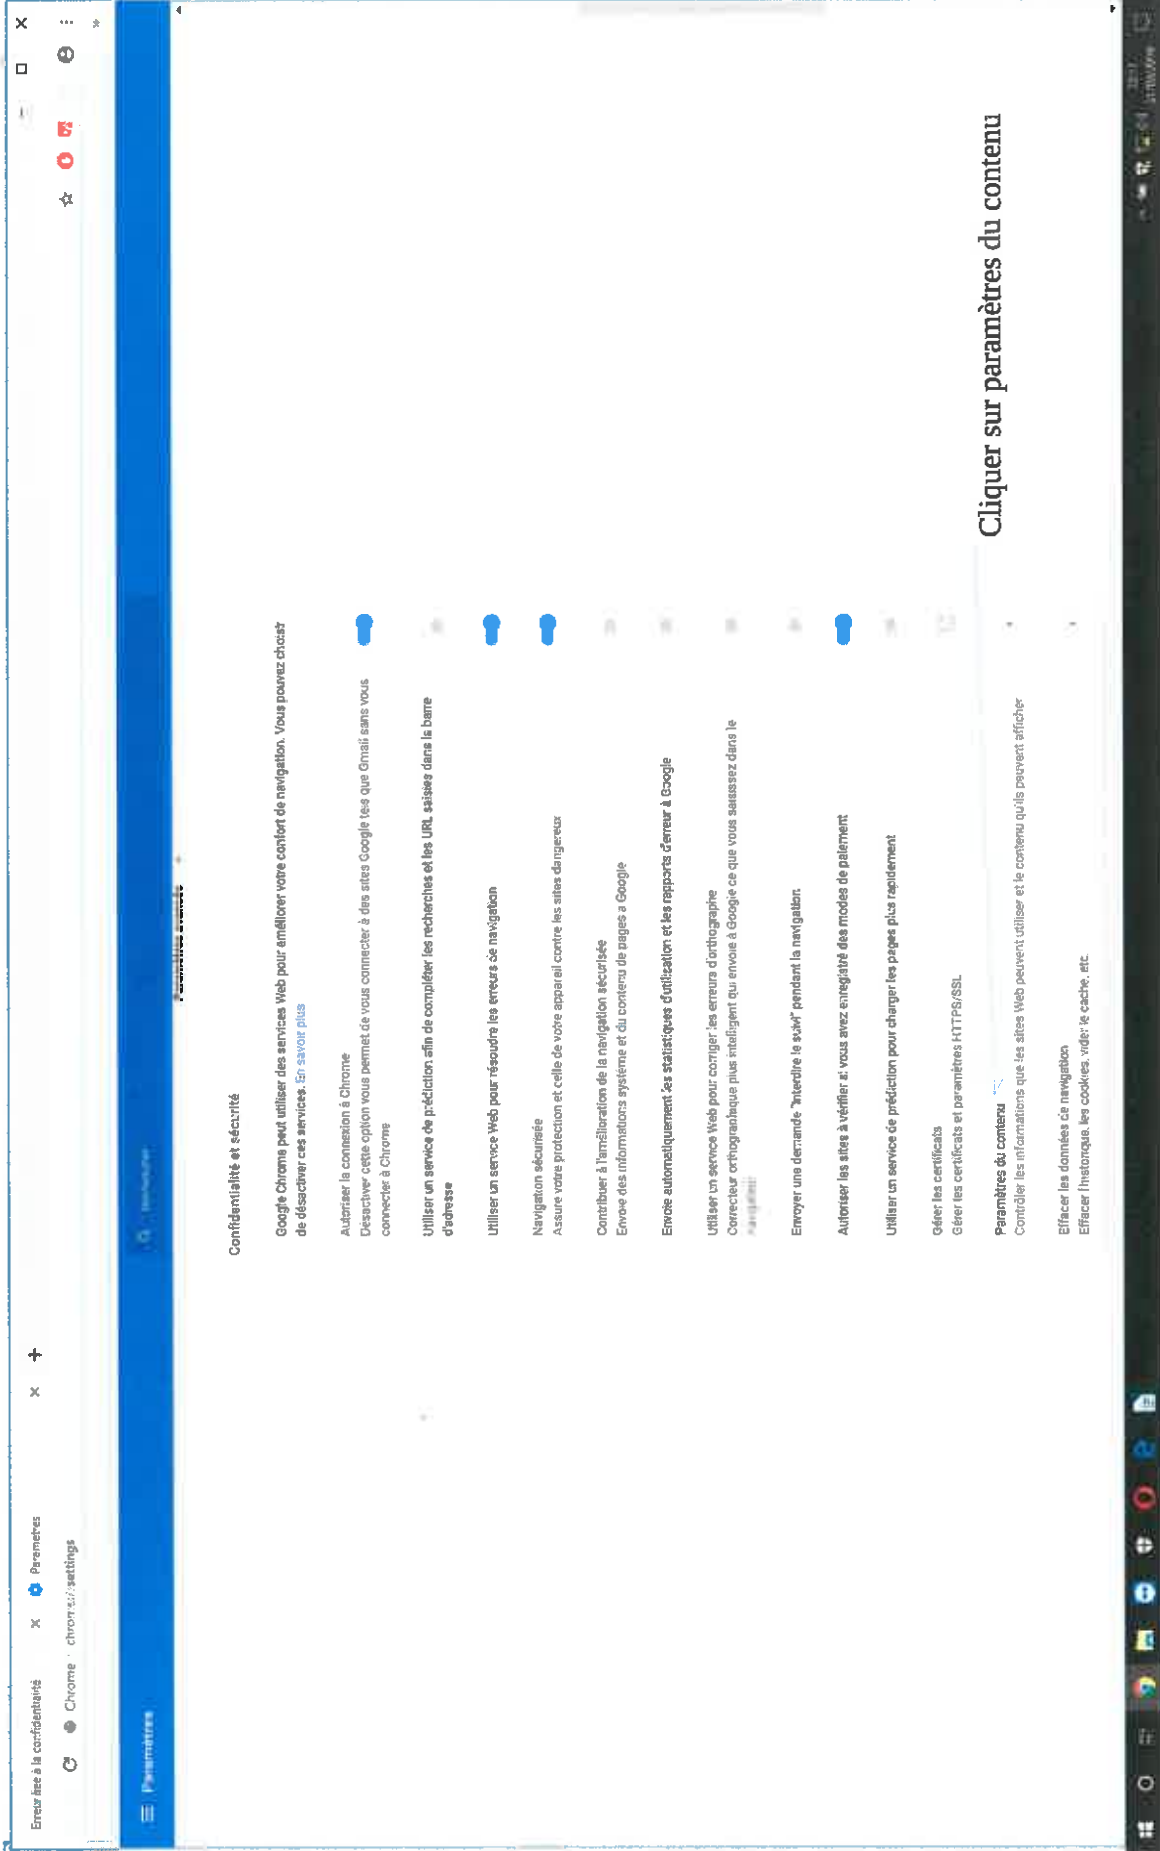 Erreur liée à la confidentialité
Paramètres
Chrome
chrome://settings
Paramètres
Paramètres avancés
Confidentialité et sécurité
Google Chrome peut utiliser des services Web pour améliorer votre confort de navigation. Vous pouvez choisir
de désactiver ces services. En savoir plus
Autoriser la connexion à Chrome
Désactiver cette option vous permet de vous connecter à des sites Google tels que Gmail sans vous
connecter à Chrome
Utiliser un service de prédiction afin de compléter les recherches et les URL saisies dans la barre
d'adresse
Utiliser un service Web pour résoudre les erreurs de navigation
Navigation sécurisée
Assure votre protection et celle de votre appareil contre les sites dangereux
Contribuer à l'amélioration de la navigation sécurisée
Envoie des informations système et du contenu de pages à Google
Envoie automatiquement les statistiques d'utilisation et les rapports d'erreur à Google
Utiliser un service Web pour corriger les erreurs d'orthographe
Correcteur orthographique plus intelligent qui envoie à Google ce que vous saisissez dans le
navigateur
Envoyer une demande "Interdire le suivi" pendant la navigation
Autoriser les sites à vérifier si vous avez enregistré des modes de paiement
Utiliser un service de prédiction pour charger les pages plus rapidement
Gérer les certificats
Gérer les certificats et paramètres HTTPS/SSL
Paramètres du contenu
Cliquer sur paramètres du contenu
Contrôler les informations que les sites Web peuvent utiliser et le contenu qu'ils peuvent afficher
Effacer les données de navigation
Effacer l'historique, les cookies, vider le cache, etc.